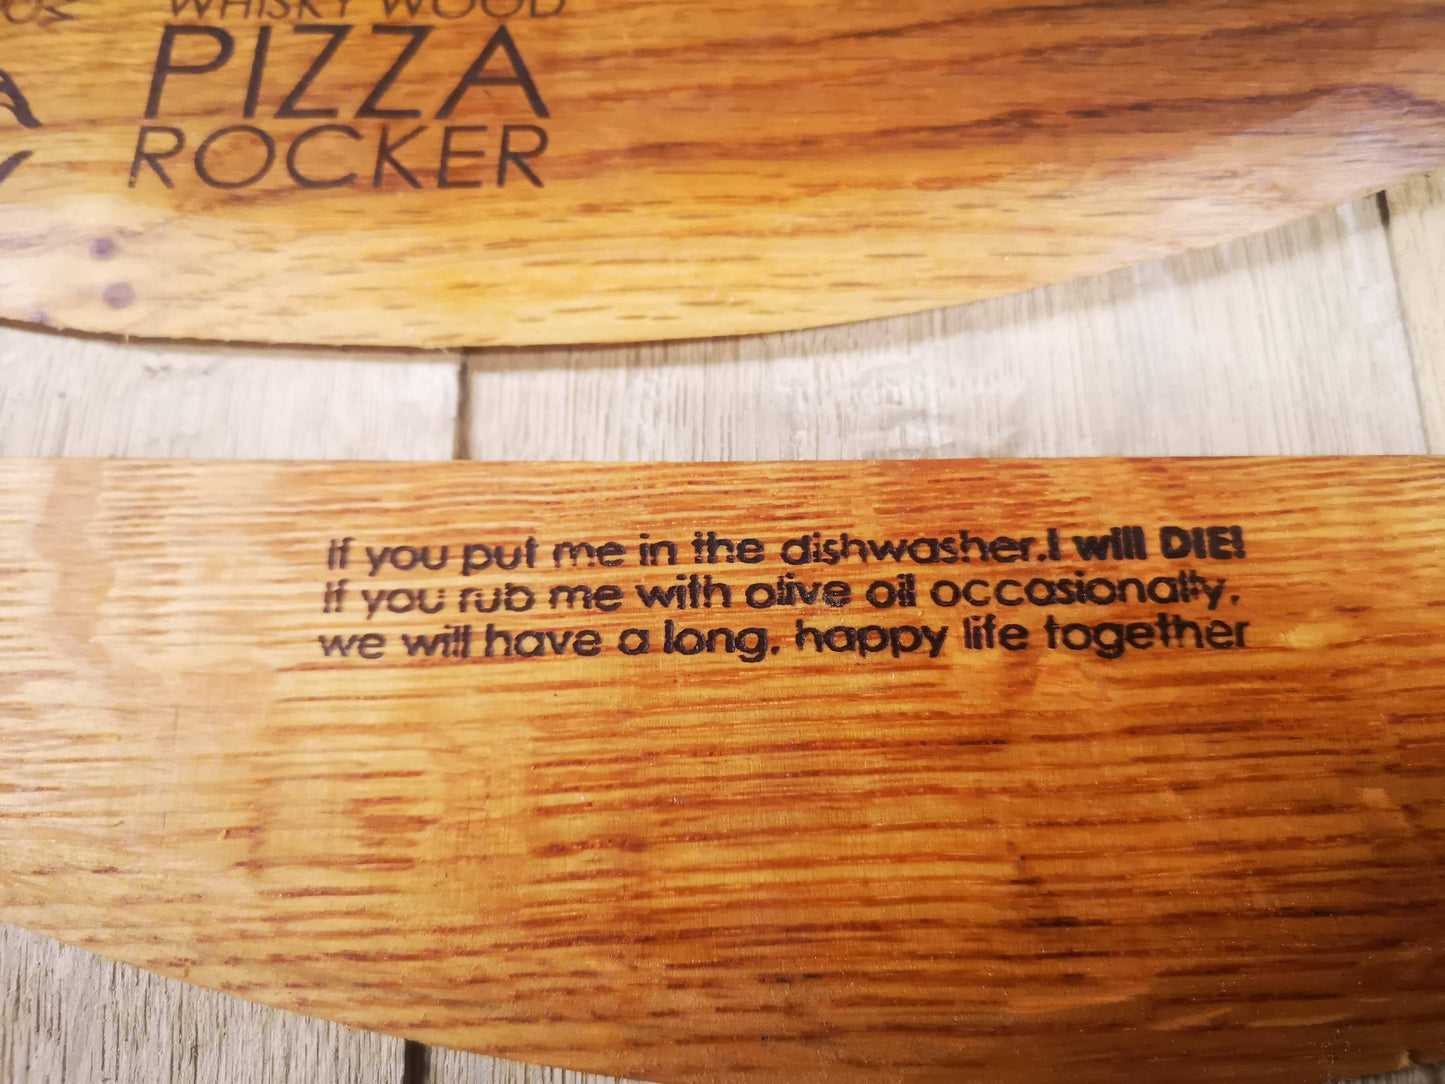 WHISKY WOOD
PIZZA
ROCKER
If you put me in the dishwasher. I will DIE!
If you rub me with olive oil occasionally,
we will have a long, happy life together